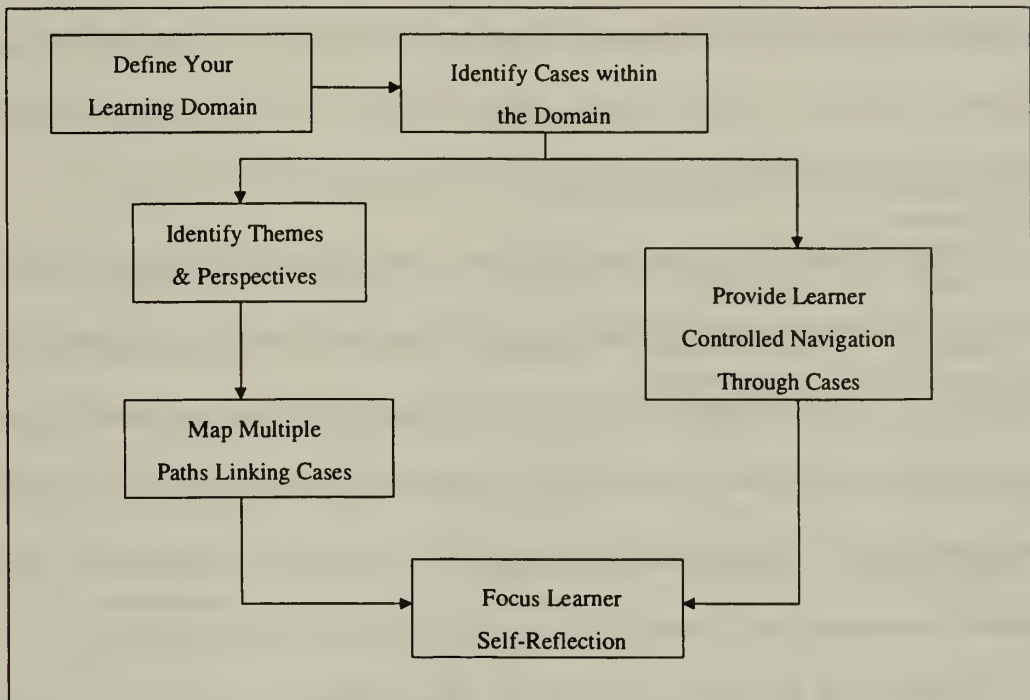 Define Your
Learning Domain
Identify Cases within
the Domain
Identify Themes
& Perspectives
Provide Learner
Controlled Navigation
Through Cases
Map Multiple
Paths Linking Cases
Focus Learner
Self-Reflection